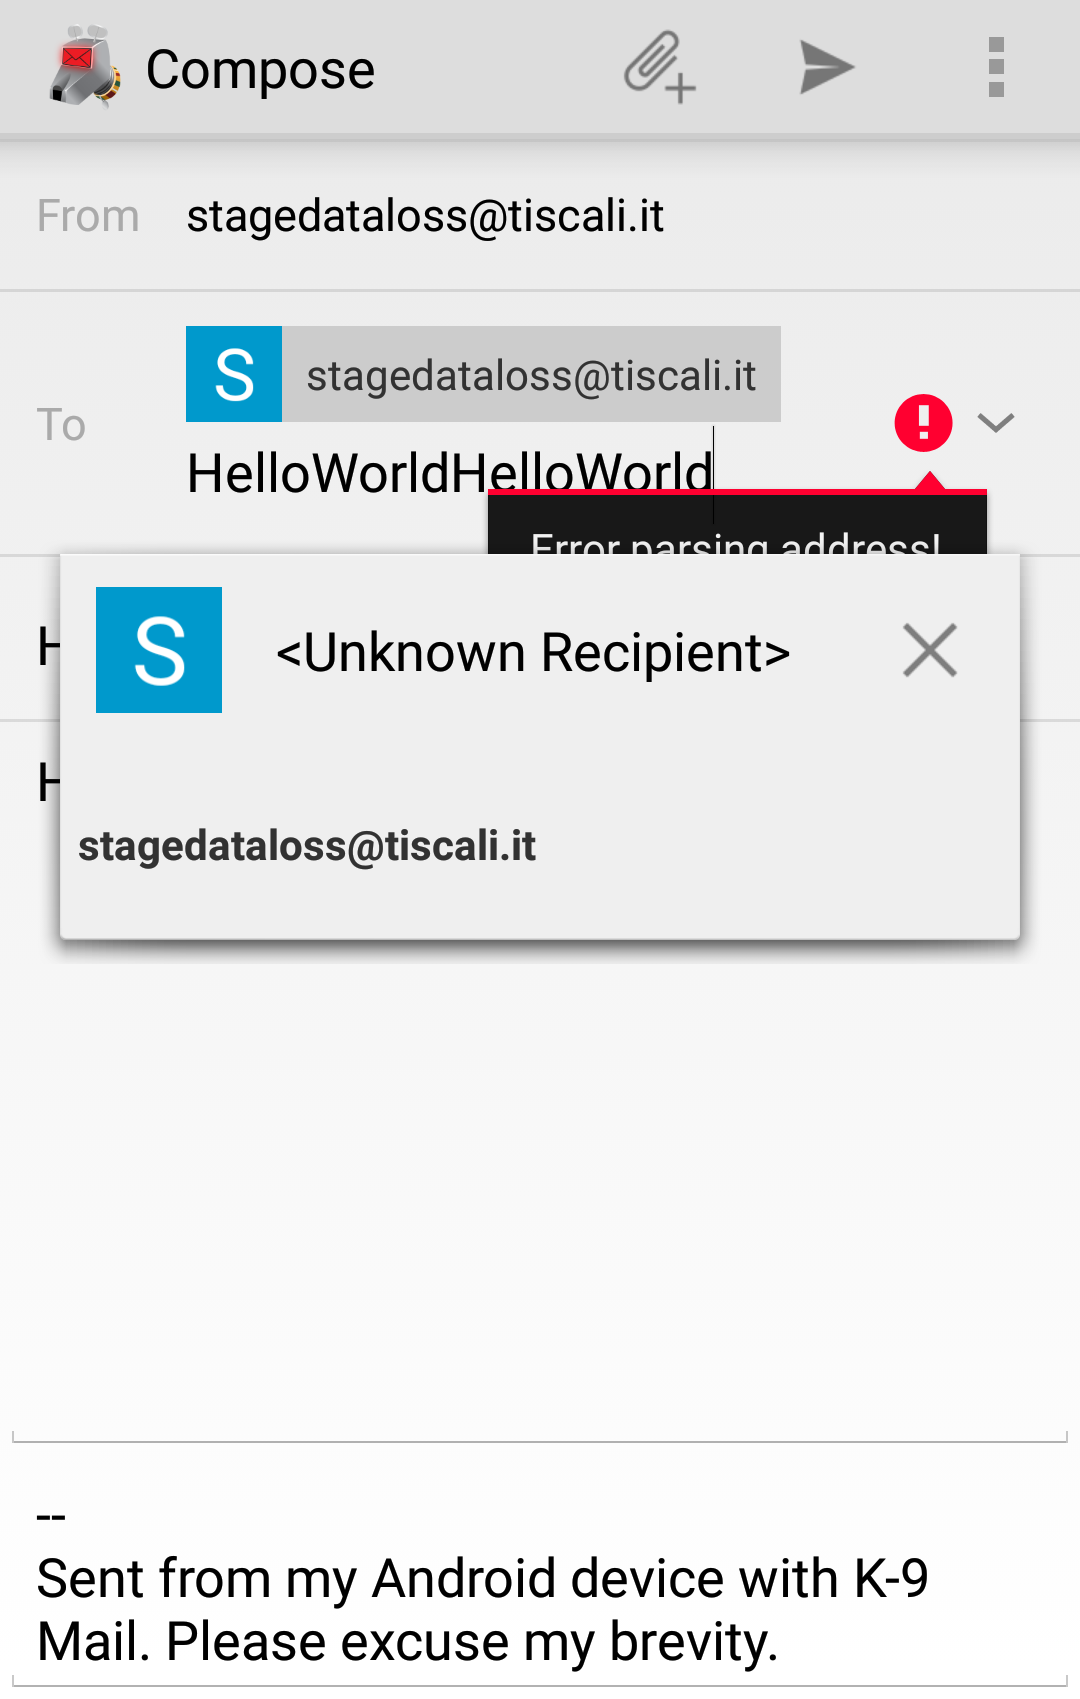 Compose
From stagedataloss@tiscali.it
S stagedataloss@tiscali.it
To
HelloWorldHelloWorld
Error parsing address!
S <Unknown Recipient>
stagedataloss@tiscali.it
--
Sent from my Android device with K-9
Mail. Please excuse my brevity.